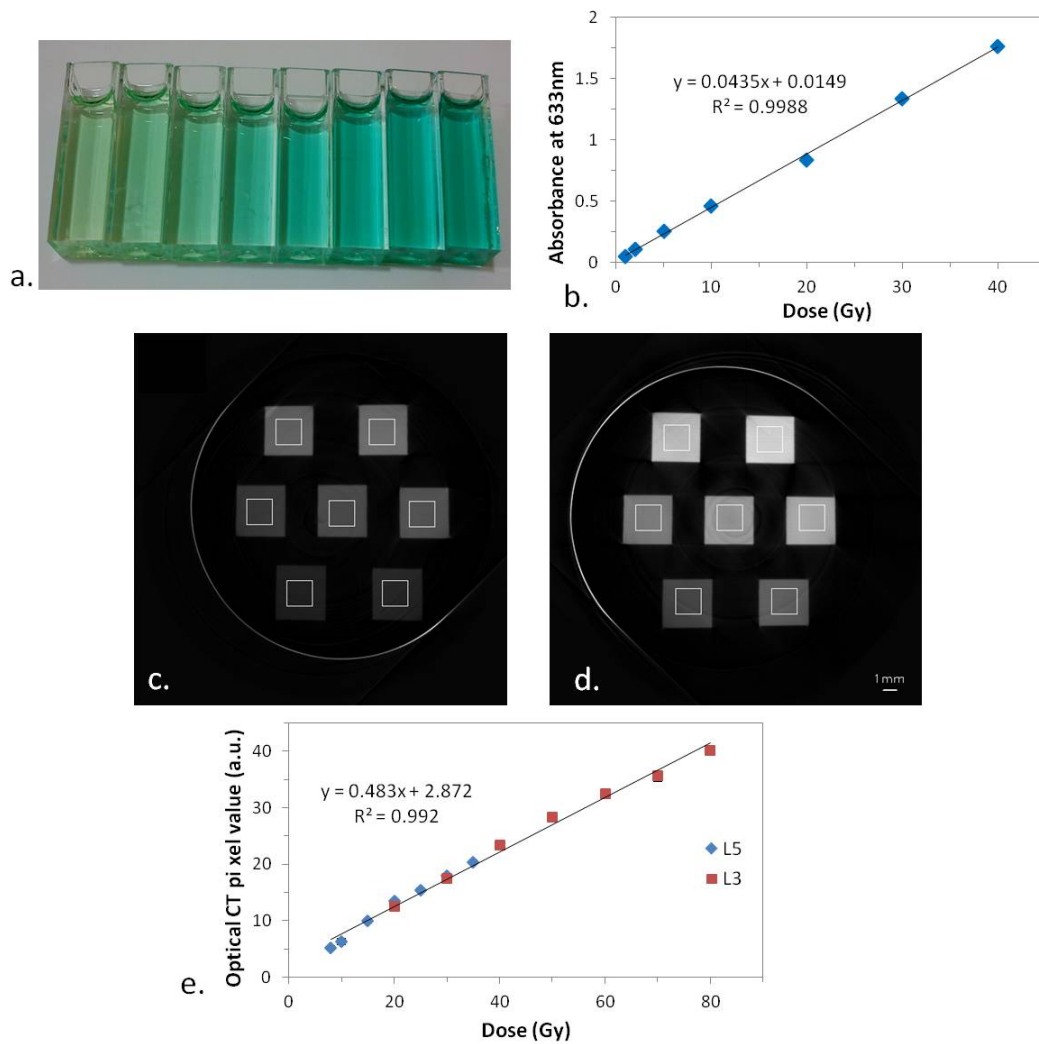 a.
2
1.5
1
0.5
0
Absorbance at 633nm
y = 0.0435x + 0.0149
R² = 0.9988
0 10 20 30 40
Dose (Gy)
b.
c.
d.
1 mm
40
30
20
10
0
Optical CT pi xel value (a.u.)
y = 0.483x + 2.872
R² = 0.992
L5
L3
0 20 40 60 80
Dose (Gy)
e.